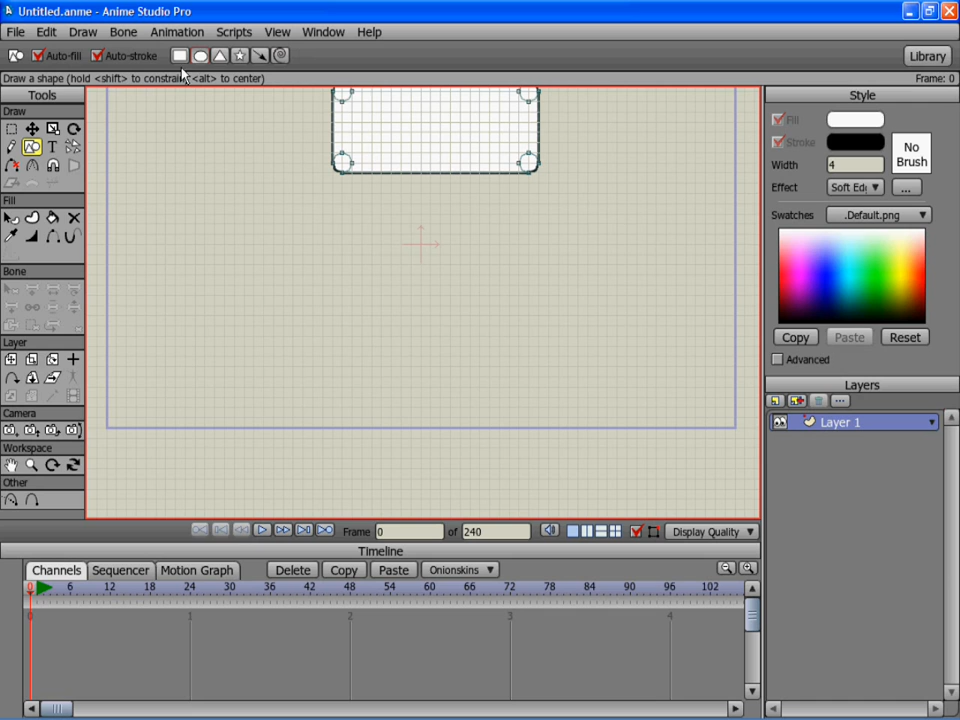 Untitled.anme - Anime Studio Pro
File Edit Draw Bone Animation Scripts View Window Help
Auto-fill Auto-stroke Library
Draw a shape (hold <shift> to constrain, <alt> to center) Frame: 0
Tools Style
Draw
Fill
Stroke
No Brush
Width 4
Effect Soft Edg ...
T
Fill
Swatches .Default.png
Bone
Copy Paste Reset
Layer
Advanced
Layers
Camera
Layer 1
Workspace
Other
Frame 0 of 240 Display Quality
Timeline
Channels Sequencer Motion Graph Delete Copy Paste Onionskins
0 6 12 18 24 30 36 42 48 54 60 66 72 78 84 90 96 102
0 1 2 3 4